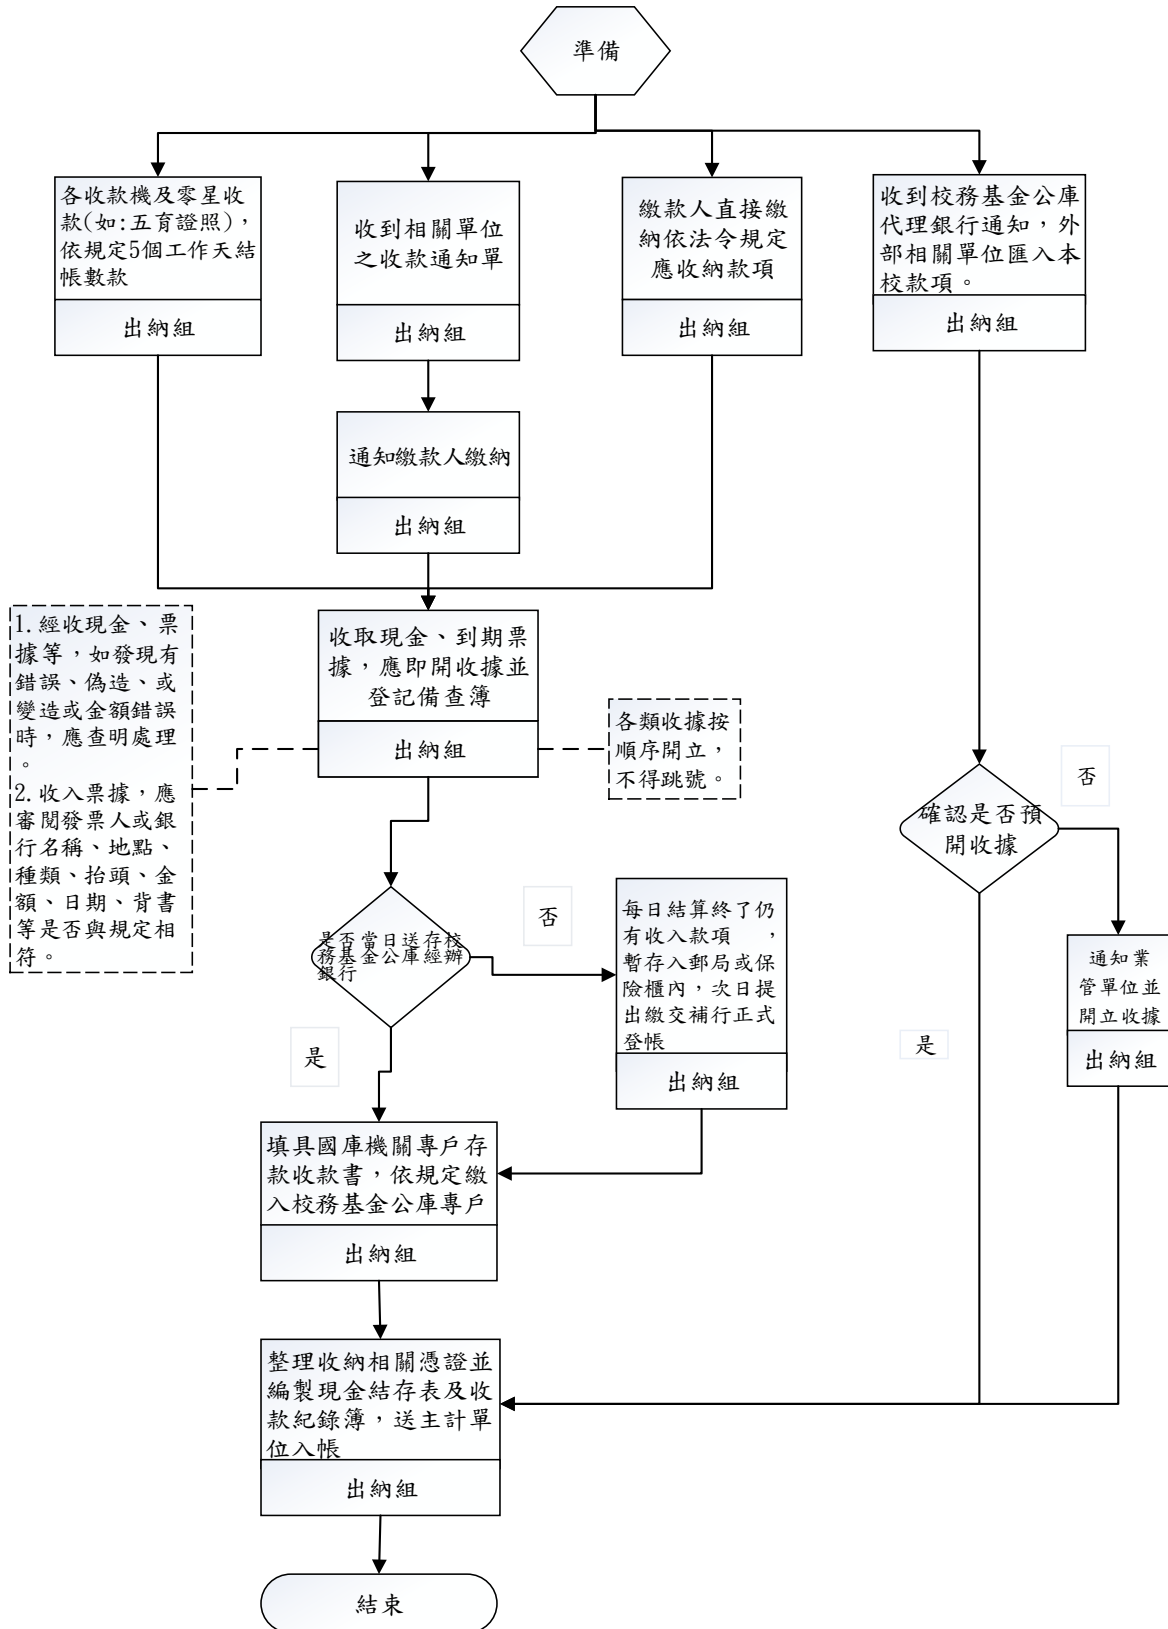 準備
各收款機及零星收
款(如:五育證照)，
依規定5個工作天結
帳數款
出納組
收到相關單位
之收款通知單
出納組
繳款人直接繳
納依法令規定
應收納款項
出納組
收到校務基金公庫
代理銀行通知，外
部相關單位匯入本
校款項。
出納組
通知繳款人繳納
出納組
1.經收現金、票
據等，如發現有
錯誤、偽造、或
變造或金額錯誤
時，應查明處理
。
2.收入票據，應
審閱發票人或銀
行名稱、地點、
種類、抬頭、金
額、日期、背書
等是否與規定相
符。
收取現金、到期票
據，應即開收據並
登記備查簿
出納組
各類收據按
順序開立，
不得跳號。
確認是否預
開收據
否
是否當日送存校
務基金公庫經辦
銀行
否
每日結算終了仍
有收入款項 ，
暫存入郵局或保
險櫃內，次日提
出繳交補行正式
登帳
出納組
通知業
管單位並
開立收據
出納組
是
是
填具國庫機關專戶存
款收款書，依規定繳
入校務基金公庫專戶
出納組
整理收納相關憑證並
編製現金結存表及收
款紀錄簿，送主計單
位入帳
出納組
結束